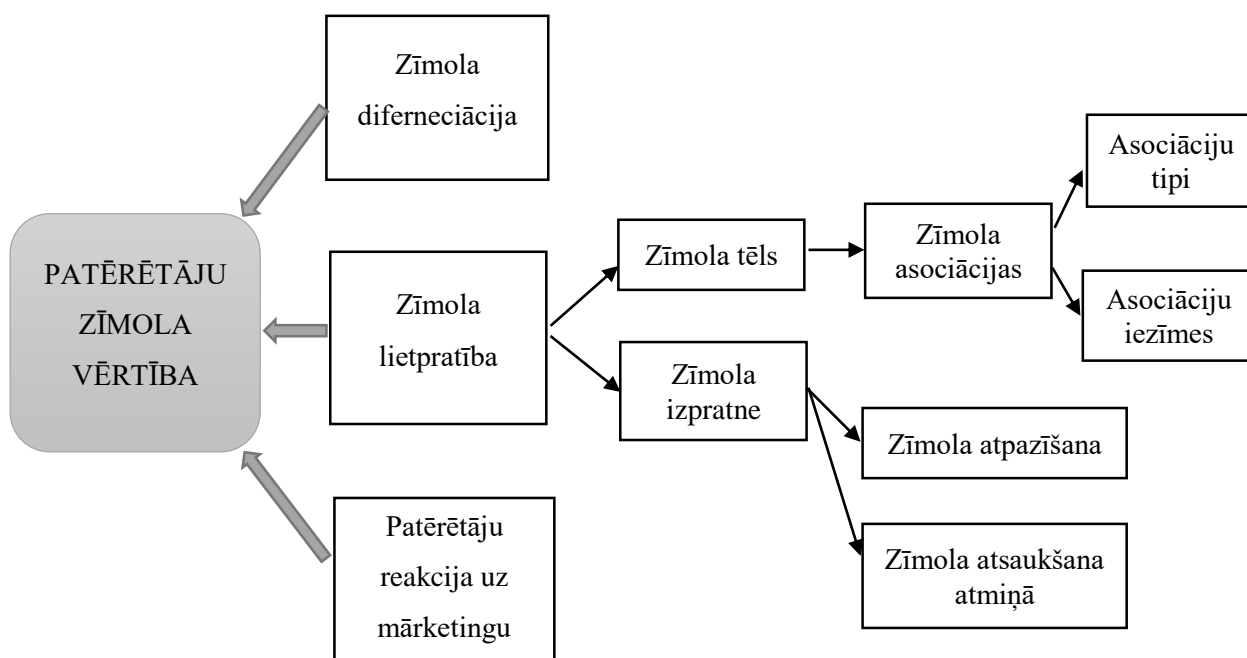 Zīmola
diferneciācija
PATĒRĒTĀJU
ZĪMOLA
VĒRTĪBA
Zīmola
lietpratība
Patērētāju
reakcija uz
mārketingu
Zīmola tēls
Zīmola
izpratne
Zīmola
asociācijas
Asociāciju
tipi
Asociāciju
iezīmes
Zīmola atpazīšana
Zīmola atsaukšana
atmiņā